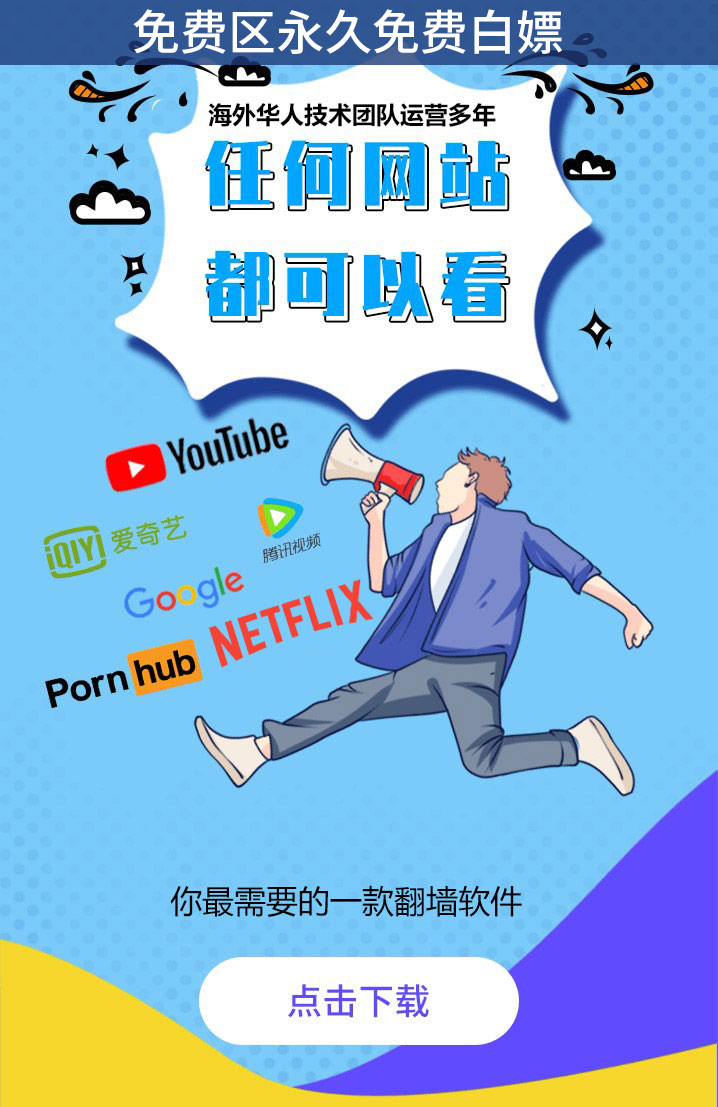 免费区永久免费白嫖
海外华人技术团队运营多年
任何网站
都可以看
YouTube
iQIYI 爱奇艺
腾讯视频
Google
NETFLIX
Porn hub
你最需要的一款翻墙软件
点击下载